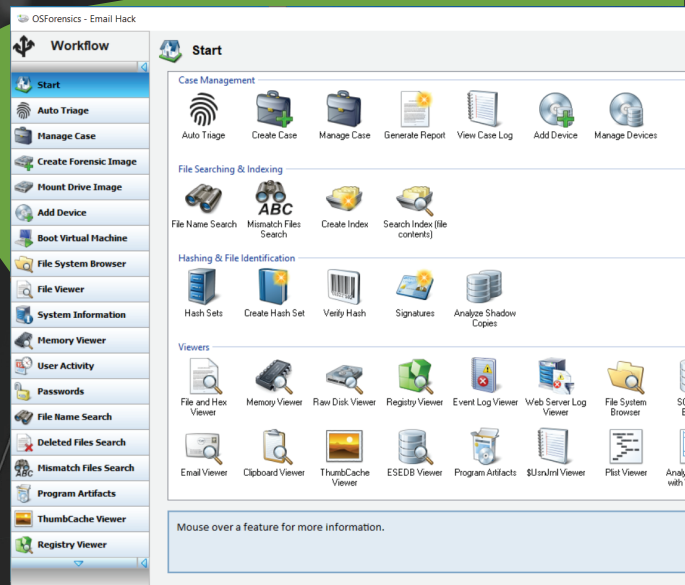 OSForensics - Email Hack
Workflow
Start
Auto Triage
Manage Case
Create Forensic Image
Mount Drive Image
Add Device
Boot Virtual Machine
File System Browser
File Viewer
System Information
Memory Viewer
User Activity
Passwords
File Name Search
Deleted Files Search
Mismatch Files Search
Program Artifacts
ThumbCache Viewer
Registry Viewer
Start
Case Management
Auto Triage
Create Case
Manage Case
Generate Report
View Case Log
Add Device
Manage Devices
File Searching & Indexing
ABC
File Name Search
Mismatch Files
Search
Create Index
Search Index (file
contents)
Hashing & File Identification
Hash Sets
Create Hash Set
Verify Hash
Signatures
Analyze Shadow
Copies
Viewers
File and Hex
Viewer
Memory Viewer
Raw Disk Viewer
Registry Viewer
Event Log Viewer
Web Server Log
Viewer
File System
Browser
Email Viewer
Clipboard Viewer
ThumbCache
Viewer
ESEDB Viewer
Program Artifacts
$UsnJrnl Viewer
Plist Viewer
with
Mouse over a feature for more information.